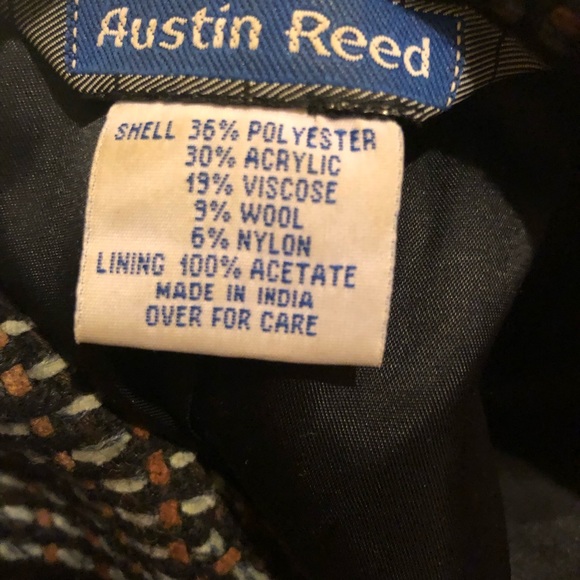 Austin Reed
SHELL 36% POLYESTER
30% ACRYLIC
19% VISCOSE
9% WOOL
6% NYLON
LINING 100% ACETATE
MADE IN INDIA
OVER FOR CARE